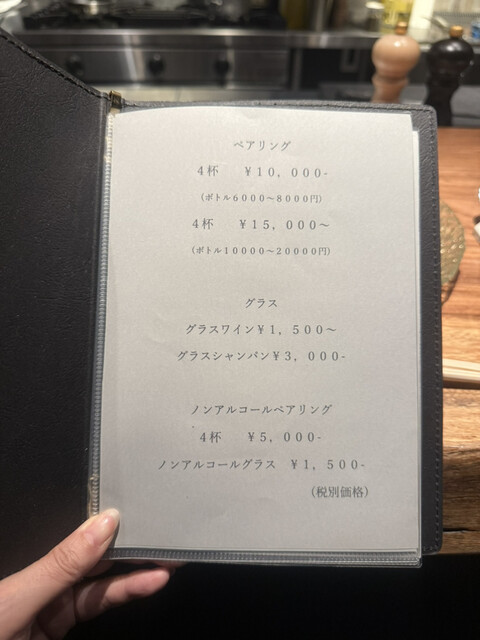 ペアリング
4杯　¥10，000-
（ボトル6000〜8000円）
4杯　¥15，000〜
（ボトル10000〜20000円）
グラス
グラスワイン¥1，500〜
グラスシャンパン¥3，000-
ノンアルコールペアリング
4杯　¥5，000-
ノンアルコールグラス　¥1，500-
（税別価格）